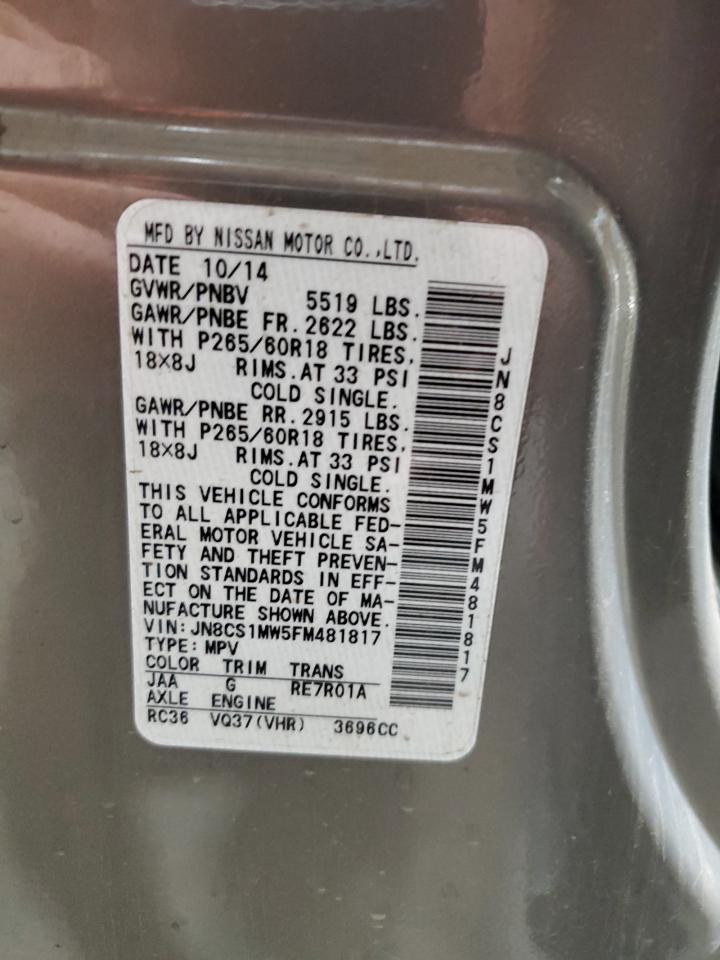 MFD BY NISSAN MOTOR CO.,LTD.
DATE 10/14
GVWR/PNBV 5519 LBS.
GAWR/PNBE FR. 2622 LBS.
WITH P265/60R18 TIRES,
18X8J RIMS. AT 33 PSI
COLD SINGLE.
GAWR/PNBE RR. 2915 LBS.
WITH P265/60R18 TIRES,
18X8J RIMS. AT 33 PSI
COLD SINGLE.
THIS VEHICLE CONFORMS
TO ALL APPLICABLE FED-
ERAL MOTOR VEHICLE SA-
FETY AND THEFT PREVEN-
TION STANDARDS IN EFF-
ECT ON THE DATE OF MA-
NUFACTURE SHOWN ABOVE.
VIN: JN8CS1MW5FM481817
TYPE: MPV
COLOR TRIM TRANS
JAA G RE7R01A
AXLE ENGINE
RC36 VQ37(VHR) 3696CC
JN8CS1MW5FM481817